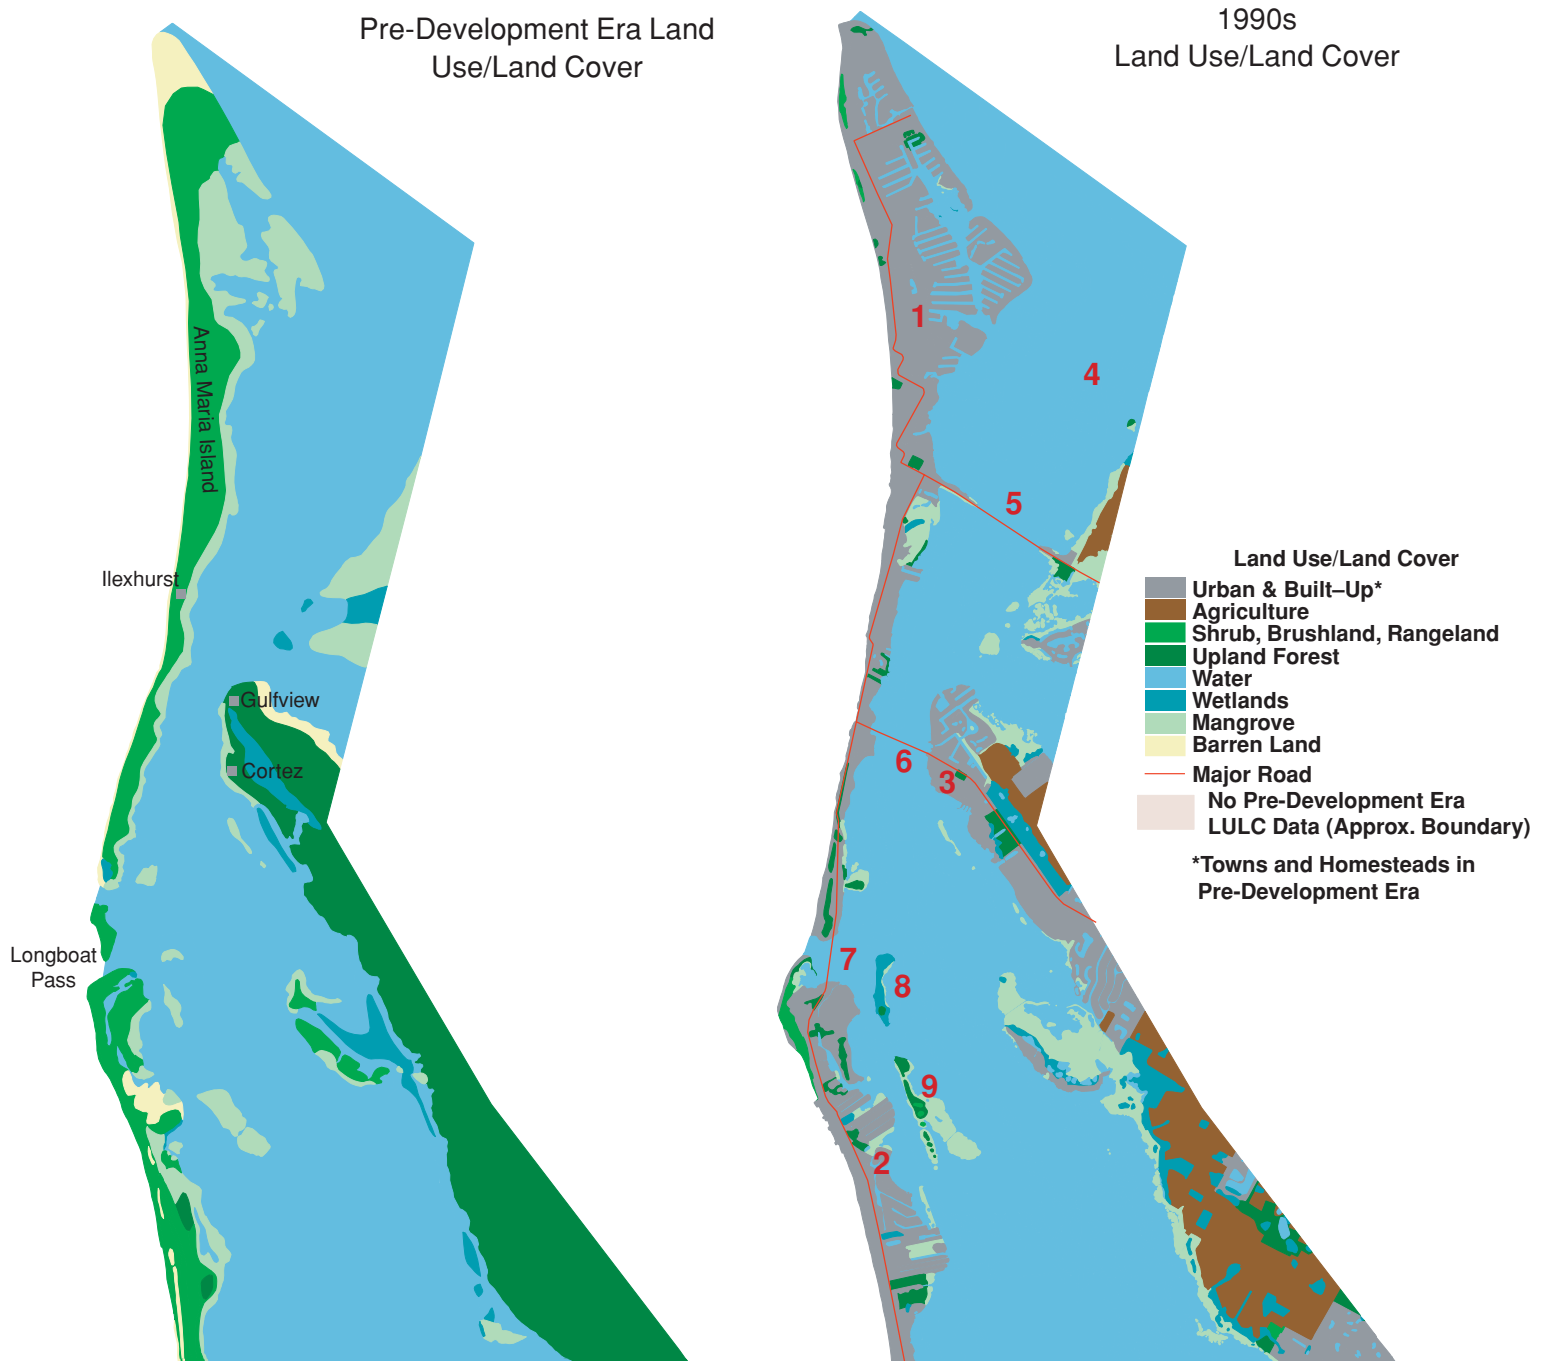 Pre-Development Era Land
Use/Land Cover
1990s
Land Use/Land Cover
Anna Maria Island
Ilexhurst
Gulfview
Cortez
Longboat
Pass
1
4
5
6
3
7
8
9
2
Land Use/Land Cover
Urban & Built–Up*
Agriculture
Shrub, Brushland, Rangeland
Upland Forest
Water
Wetlands
Mangrove
Barren Land
Major Road
No Pre-Development Era
LULC Data (Approx. Boundary)
*Towns and Homesteads in
Pre-Development Era